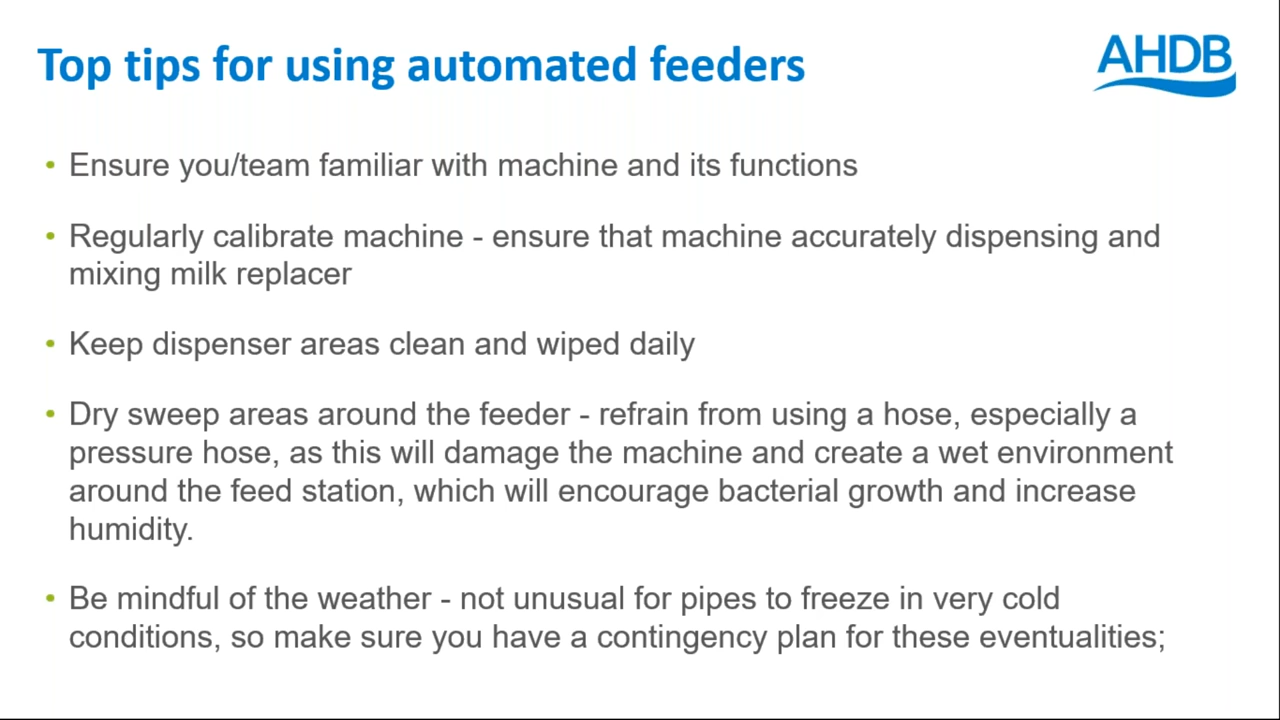 Top tips for using automated feeders
AHDB
• Ensure you/team familiar with machine and its functions
• Regularly calibrate machine - ensure that machine accurately dispensing and
mixing milk replacer
• Keep dispenser areas clean and wiped daily
• Dry sweep areas around the feeder - refrain from using a hose, especially a
pressure hose, as this will damage the machine and create a wet environment
around the feed station, which will encourage bacterial growth and increase
humidity.
• Be mindful of the weather - not unusual for pipes to freeze in very cold
conditions, so make sure you have a contingency plan for these eventualities;